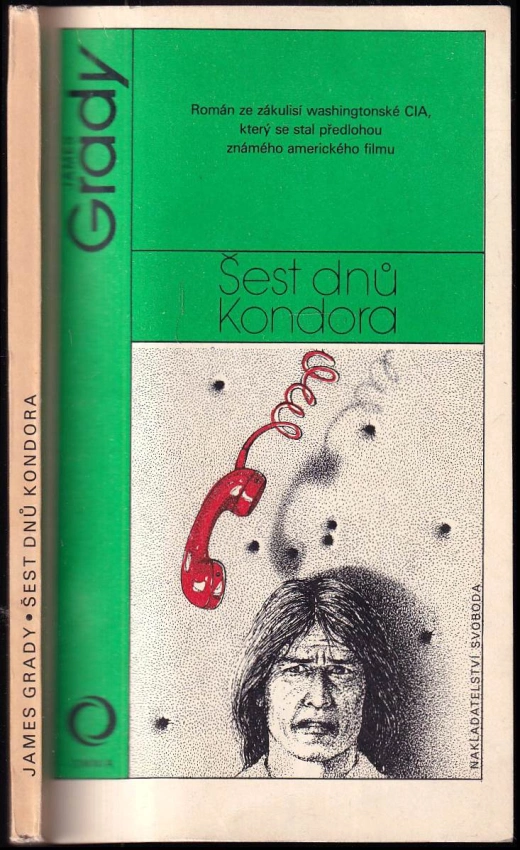 JAMES GRADY • ŠEST DNŮ KONDORA
JAMES
Grady
Román ze zákulisí washingtonské CIA,
který se stal předlohou
známého amerického filmu
Šest dnů
Kondora
NAKLADATELSTVÍ SVOBODA